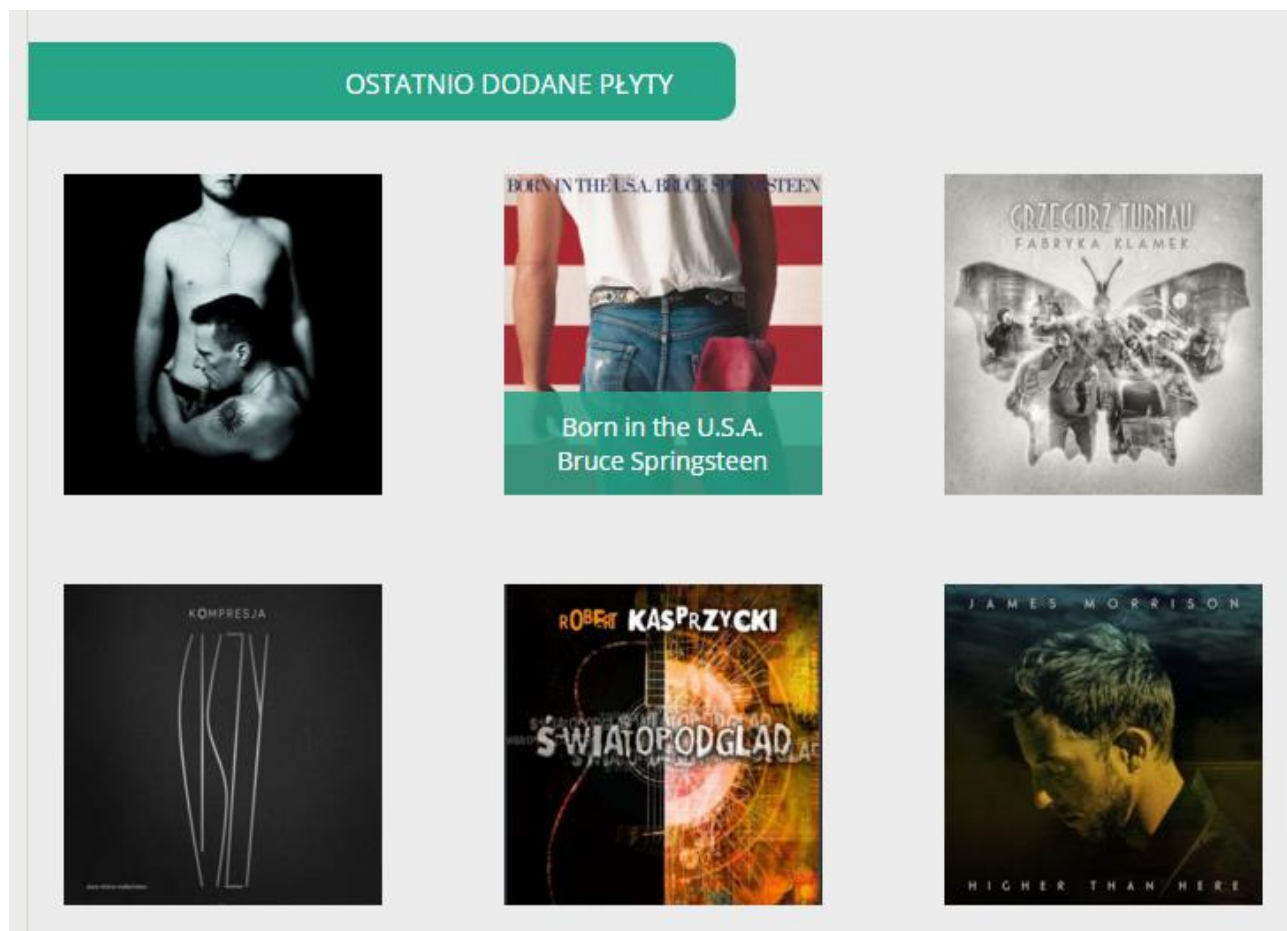 OSTATNIO DODANE PŁYTY
BORN IN THE U.S.A./BRUCE SPRINGSTEEN
Born in the U.S.A.
Bruce Springsteen
GRZEGORZ TURNAU
FABRYKA KLAMEK
KOMPRESJA
ROBERT KASPRZYCKI
ŚWIATOPODGLĄD
JAMES MORRISON
HIGHER THAN HERE